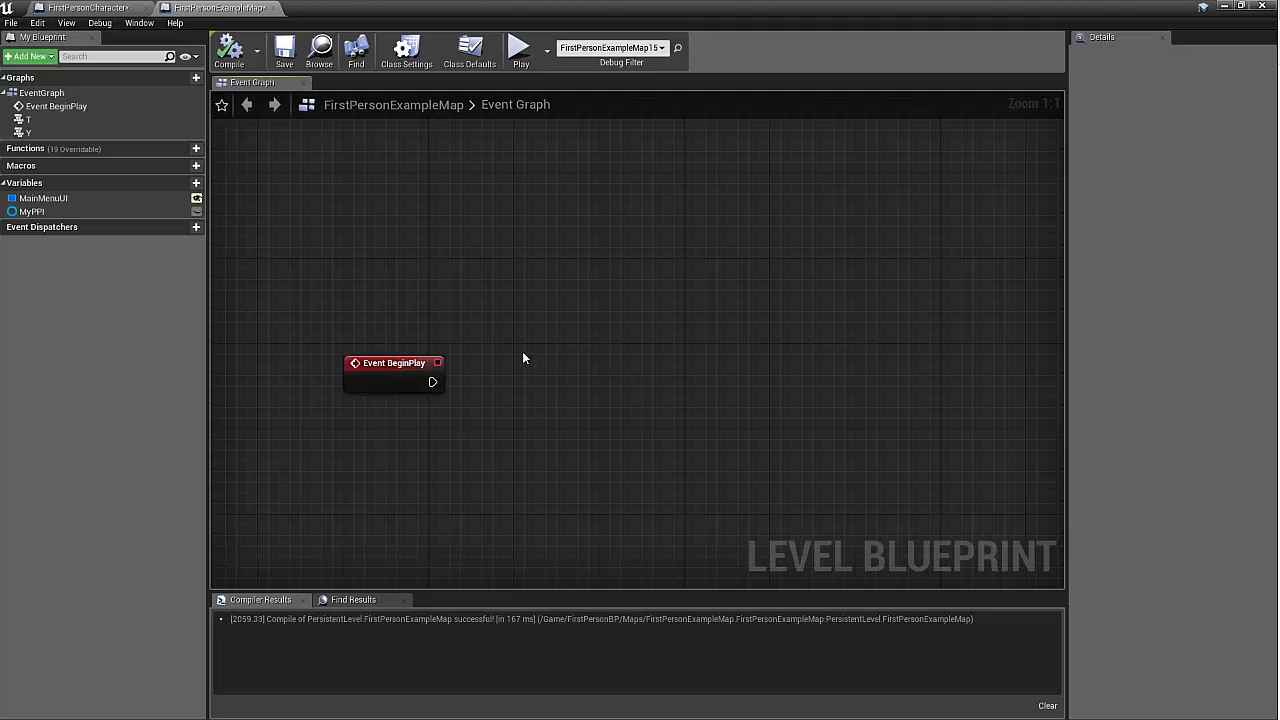 FirstPersonCharacter*
FirstPersonExampleMap*
File Edit View Debug Window Help
My Blueprint
Add New
Search
Graphs
EventGraph
Event BeginPlay
T
Y
Functions (19 Overridable)
Macros
Variables
MainMenuUI
MyPPI
Event Dispatchers
Compile
Save
Browse
Find
Class Settings
Class Defaults
Play
FirstPersonExampleMap15
Debug Filter
Event Graph
FirstPersonExampleMap > Event Graph
Zoom 1:1
Event BeginPlay
LEVEL BLUEPRINT
Compiler Results
Find Results
[2059.33] Compile of PersistentLevel.FirstPersonExampleMap successful! [in 167 ms] (/Game/FirstPersonBP/Maps/FirstPersonExampleMap.FirstPersonExampleMap:PersistentLevel.FirstPersonExampleMap)
Clear
Details